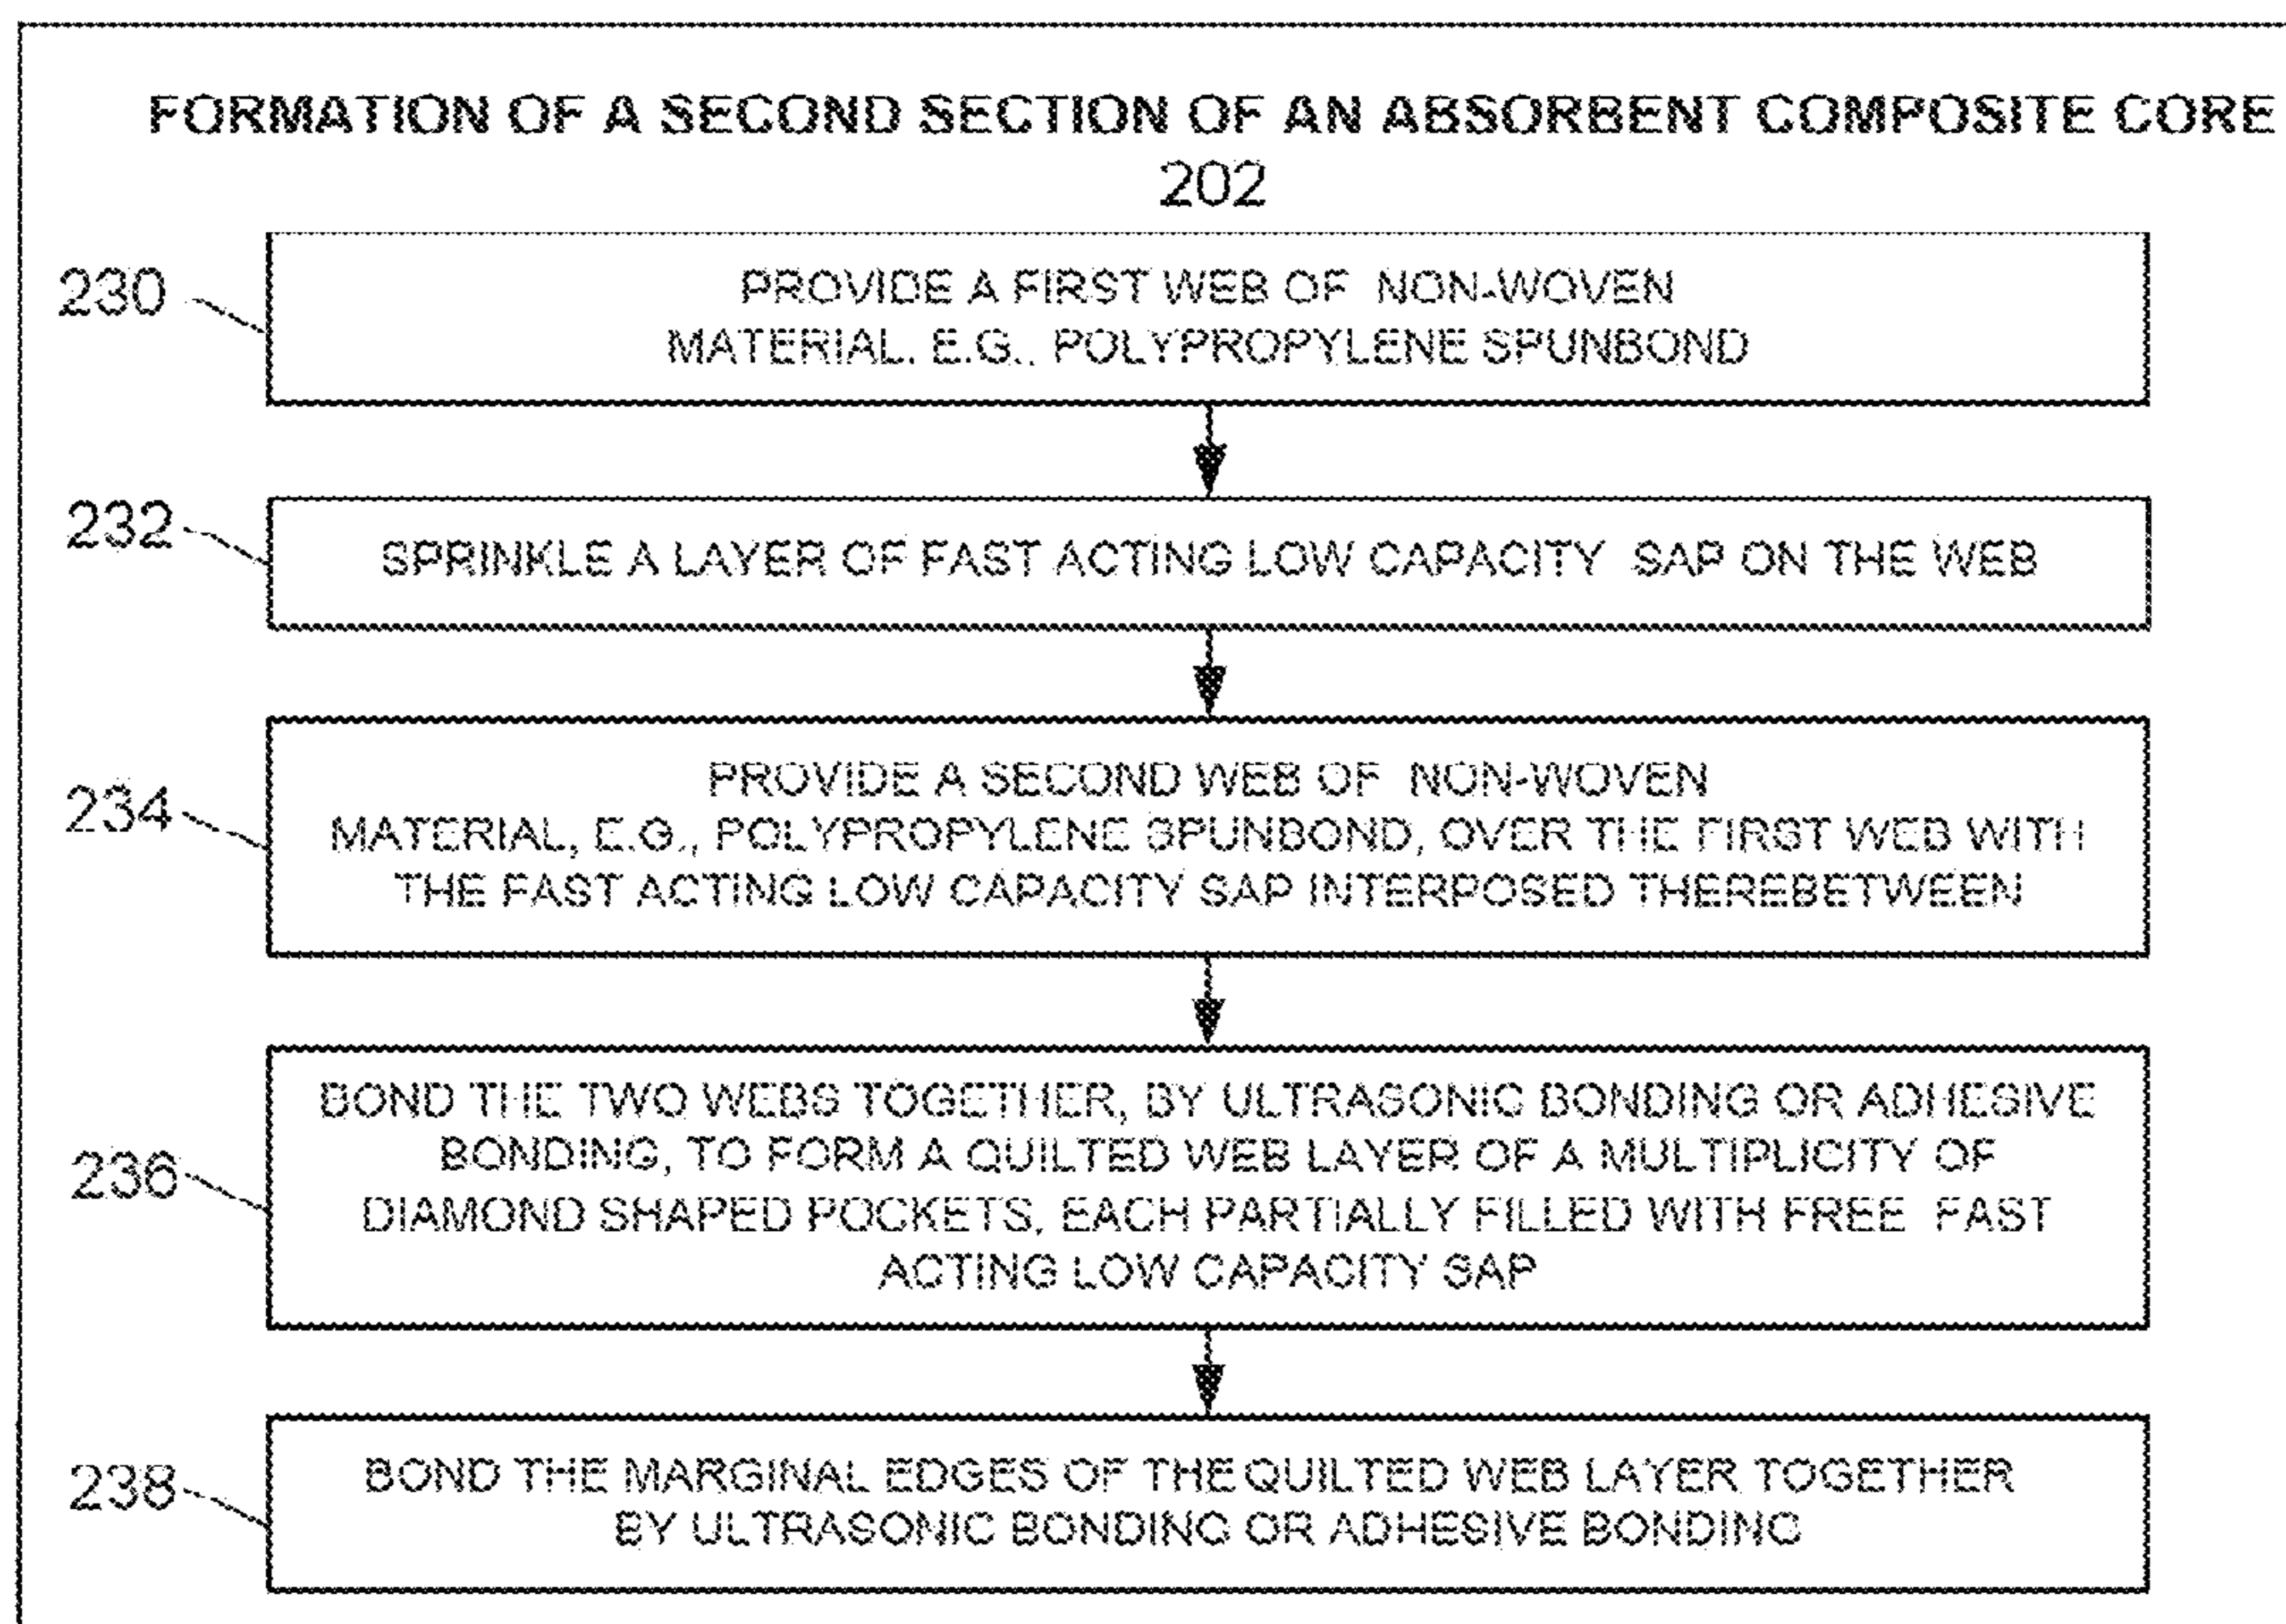 FORMATION OF A SECOND SECTION OF AN ABSORBENT COMPOSITE CORE
202
230
PROVIDE A FIRST WEB OF NON-WOVEN
MATERIAL. E.G., POLYPROPYLENE SPUNBOND
232
SPRINKLE A LAYER OF FAST ACTING LOW CAPACITY SAP ON THE WEB
234
PROVIDE A SECOND WEB OF NON-WOVEN
MATERIAL, E.G., POLYPROPYLENE SPUNBOND, OVER THE FIRST WEB WITH
THE FAST ACTING LOW CAPACITY SAP INTERPOSED THEREBETWEEN
236
BOND THE TWO WEBS TOGETHER, BY ULTRASONIC BONDING OR ADHESIVE
BONDING, TO FORM A QUILTED WEB LAYER OF A MULTIPLICITY OF
DIAMOND SHAPED POCKETS, EACH PARTIALLY FILLED WITH FREE FAST
ACTING LOW CAPACITY SAP
238
BOND THE MARGINAL EDGES OF THE QUILTED WEB LAYER TOGETHER
BY ULTRASONIC BONDING OR ADHESIVE BONDING